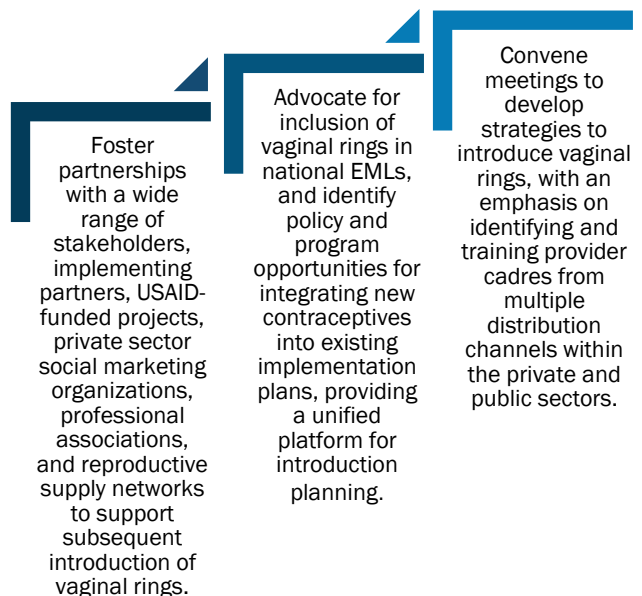 Foster
partnerships
with a wide
range of
stakeholders,
implementing
partners, USAID-
funded projects,
private sector
social marketing
organizations,
professional
associations,
and reproductive
supply networks
to support
subsequent
introduction of
vaginal rings.
Advocate for
inclusion of
vaginal rings in
national EMLs,
and identify
policy and
program
opportunities for
integrating new
contraceptives
into existing
implementation
plans, providing
a unified
platform for
introduction
planning.
Convene
meetings to
develop
strategies to
introduce vaginal
rings, with an
emphasis on
identifying and
training provider
cadres from
multiple
distribution
channels within
the private and
public sectors.